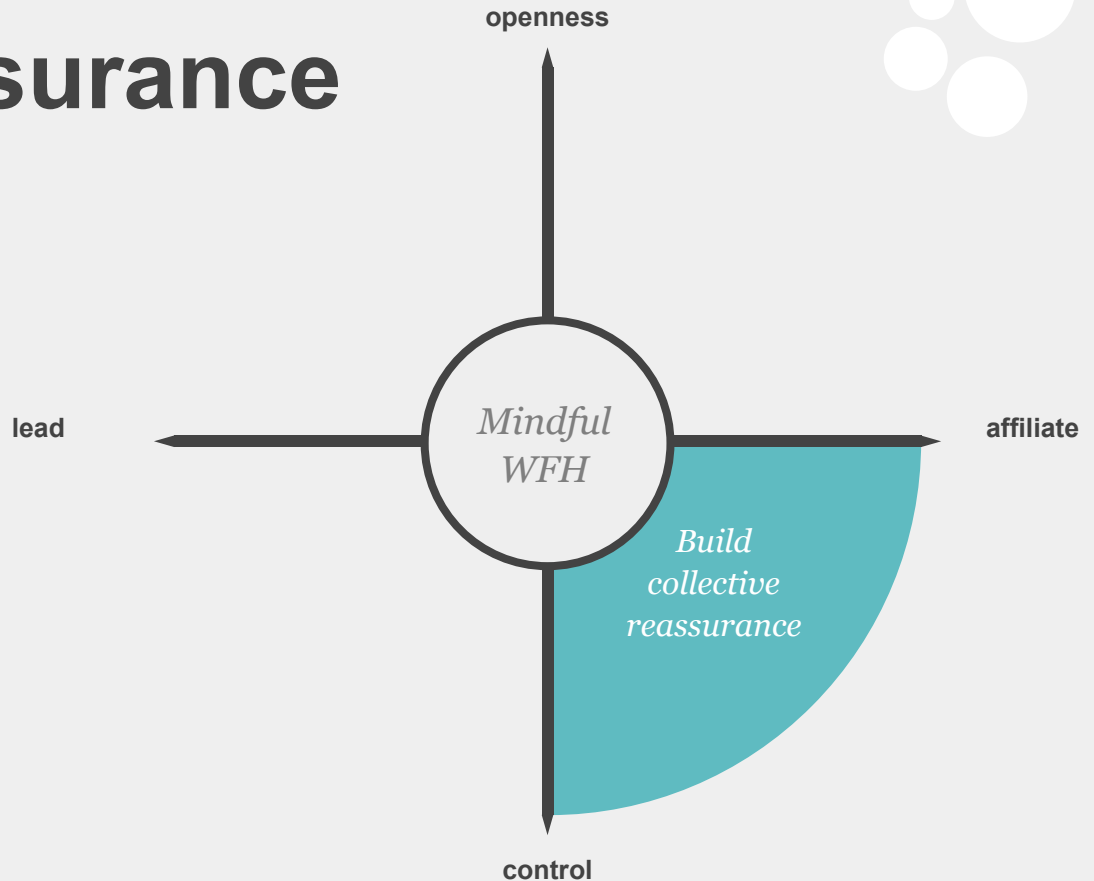 openness
surance
lead
Mindful
WFH
affiliate
Build
collective
reassurance
control